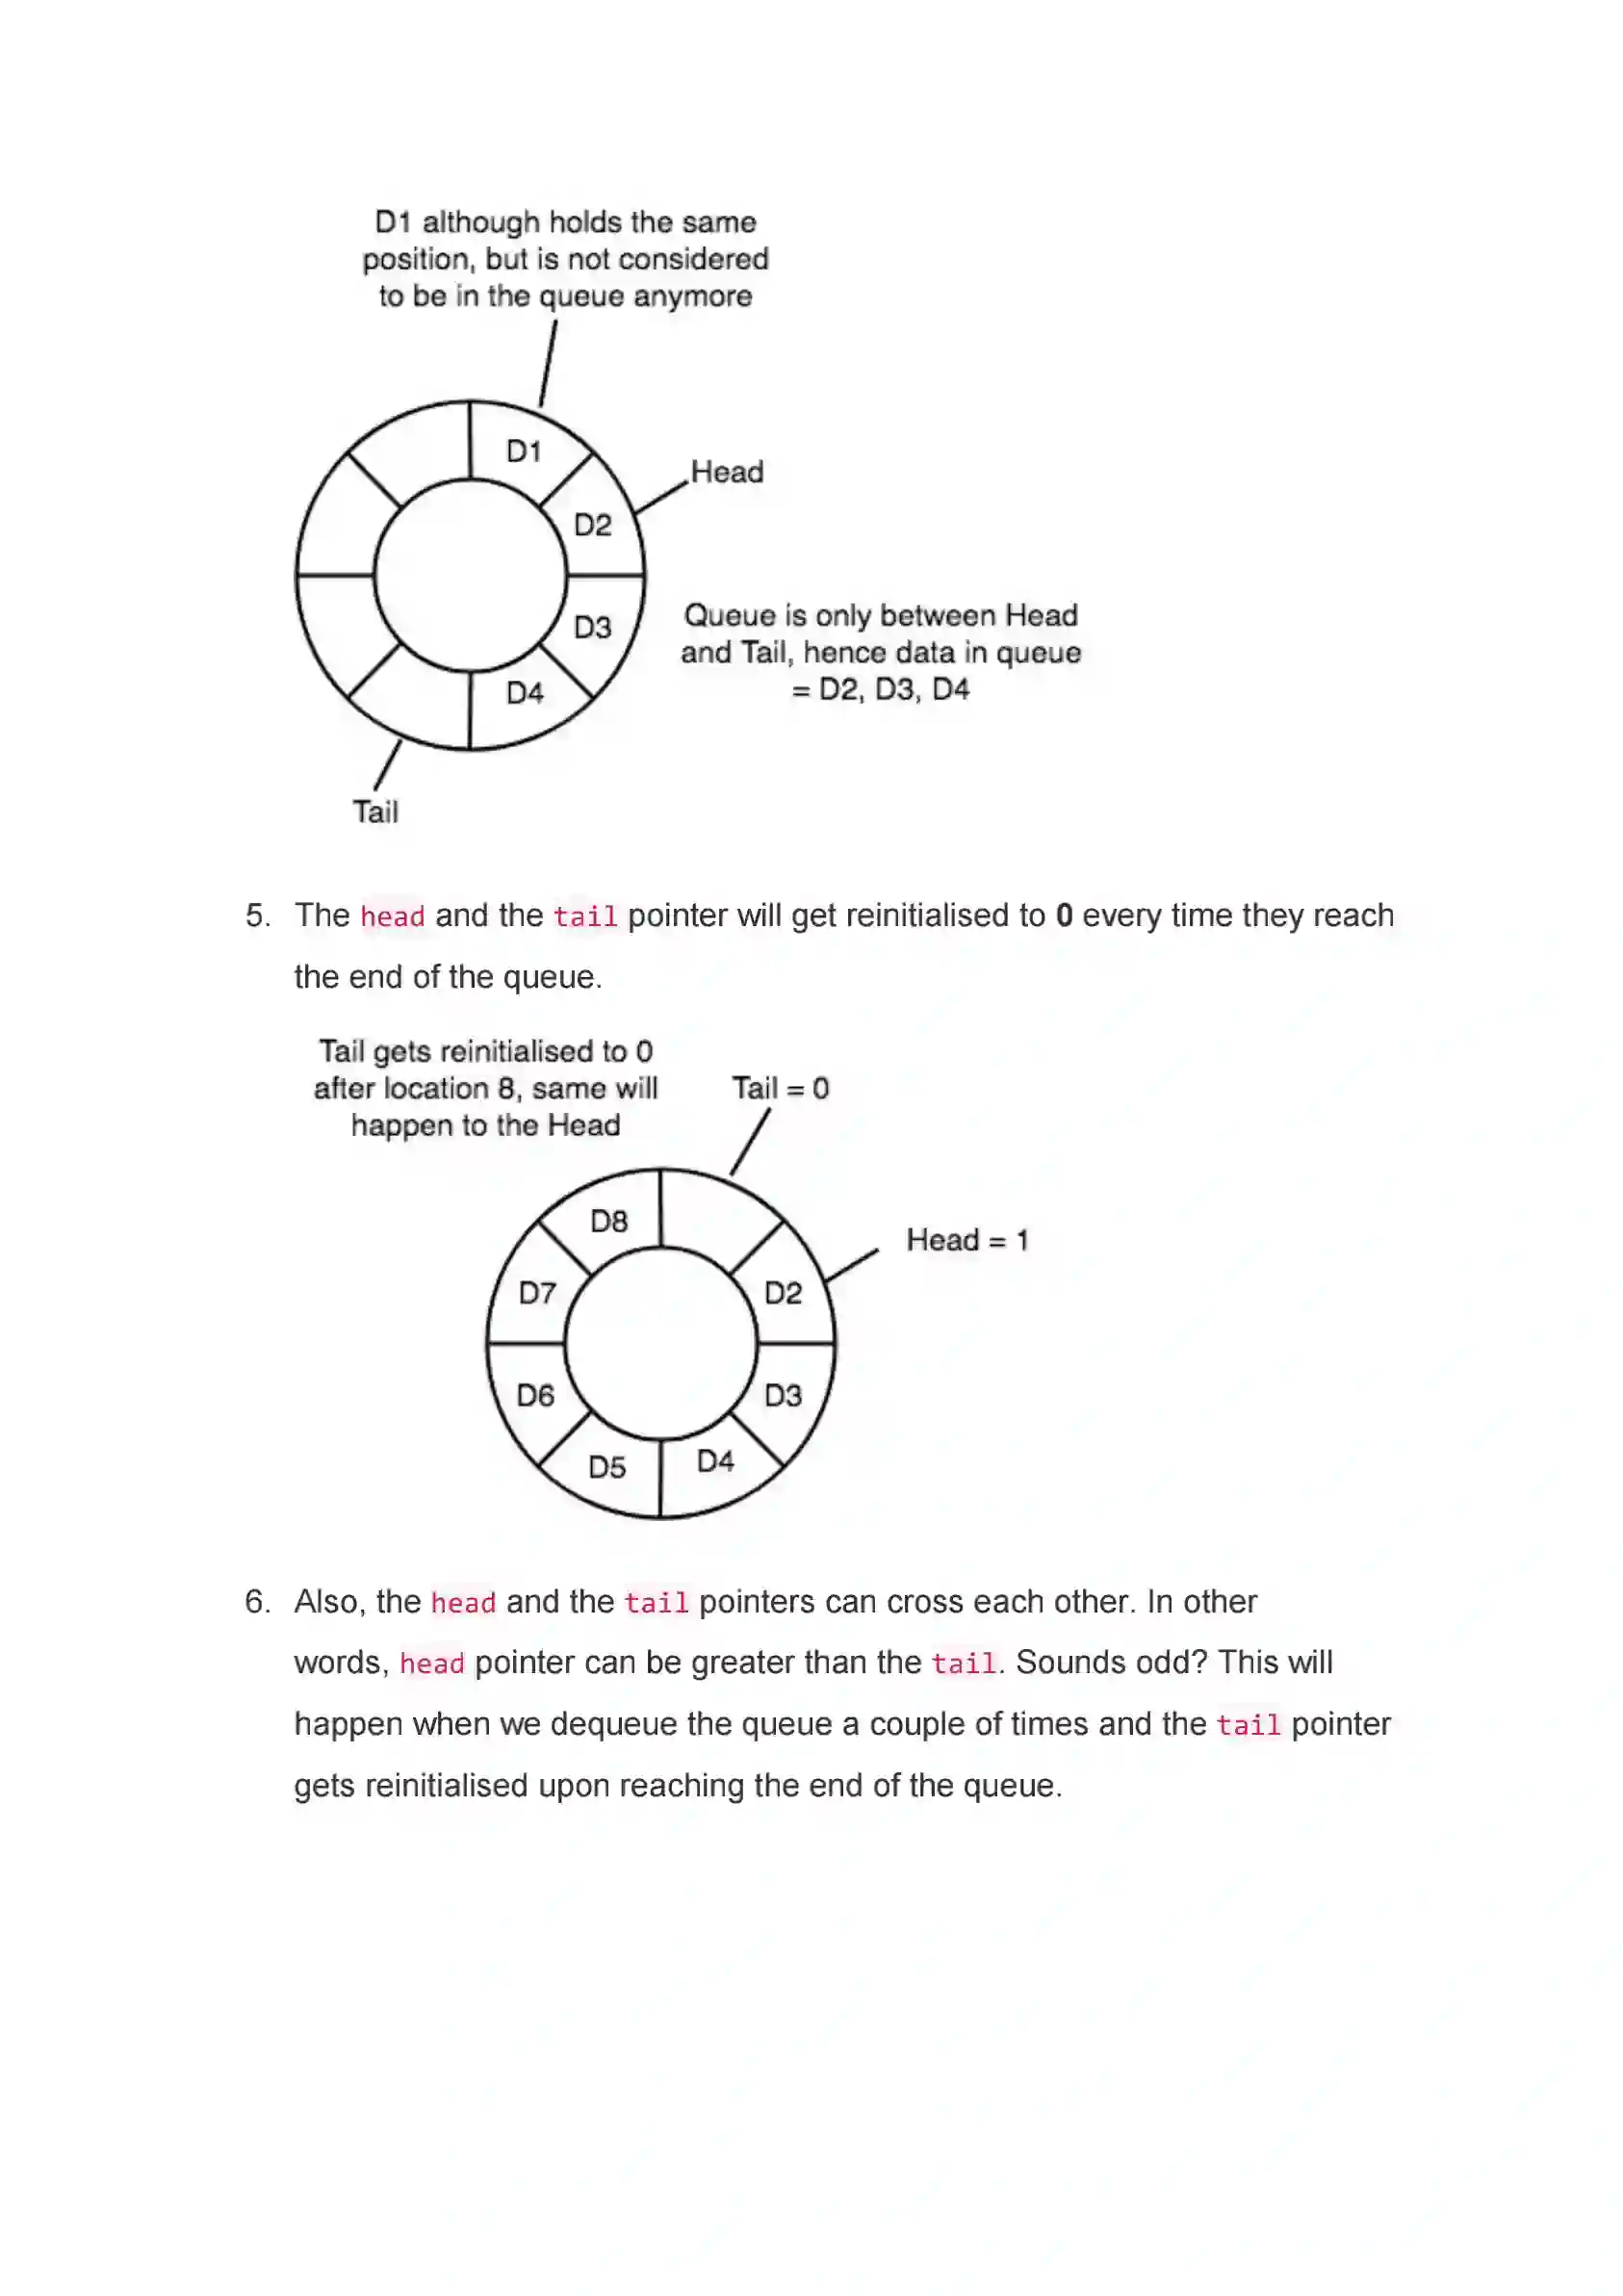 D1 although holds the same
position, but is not considered
to be in the queue anymore
D1
Head
D2
D3
Queue is only between Head
and Tail, hence data in queue
= D2, D3, D4
D4
Tail
5. The head and the tail pointer will get reinitialised to 0 every time they reach
the end of the queue.
Tail gets reinitialised to 0
after location 8, same will
happen to the Head
Tail = 0
D8
Head = 1
D7
D2
D6
D3
D5
D4
6. Also, the head and the tail pointers can cross each other. In other
words, head pointer can be greater than the tail. Sounds odd? This will
happen when we dequeue the queue a couple of times and the tail pointer
gets reinitialised upon reaching the end of the queue.